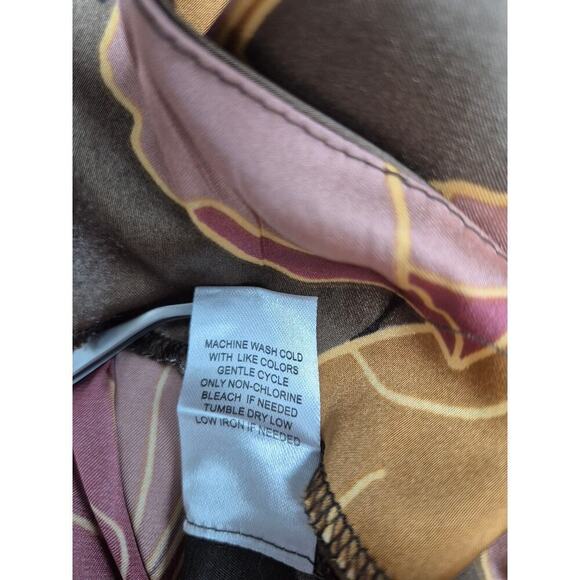 MACHINE WASH COLD
WITH LIKE COLORS
GENTLE CYCLE
ONLY NON-CHLORINE
BLEACH IF NEEDED
TUMBLE DRY LOW
LOW IRON IF NEEDED